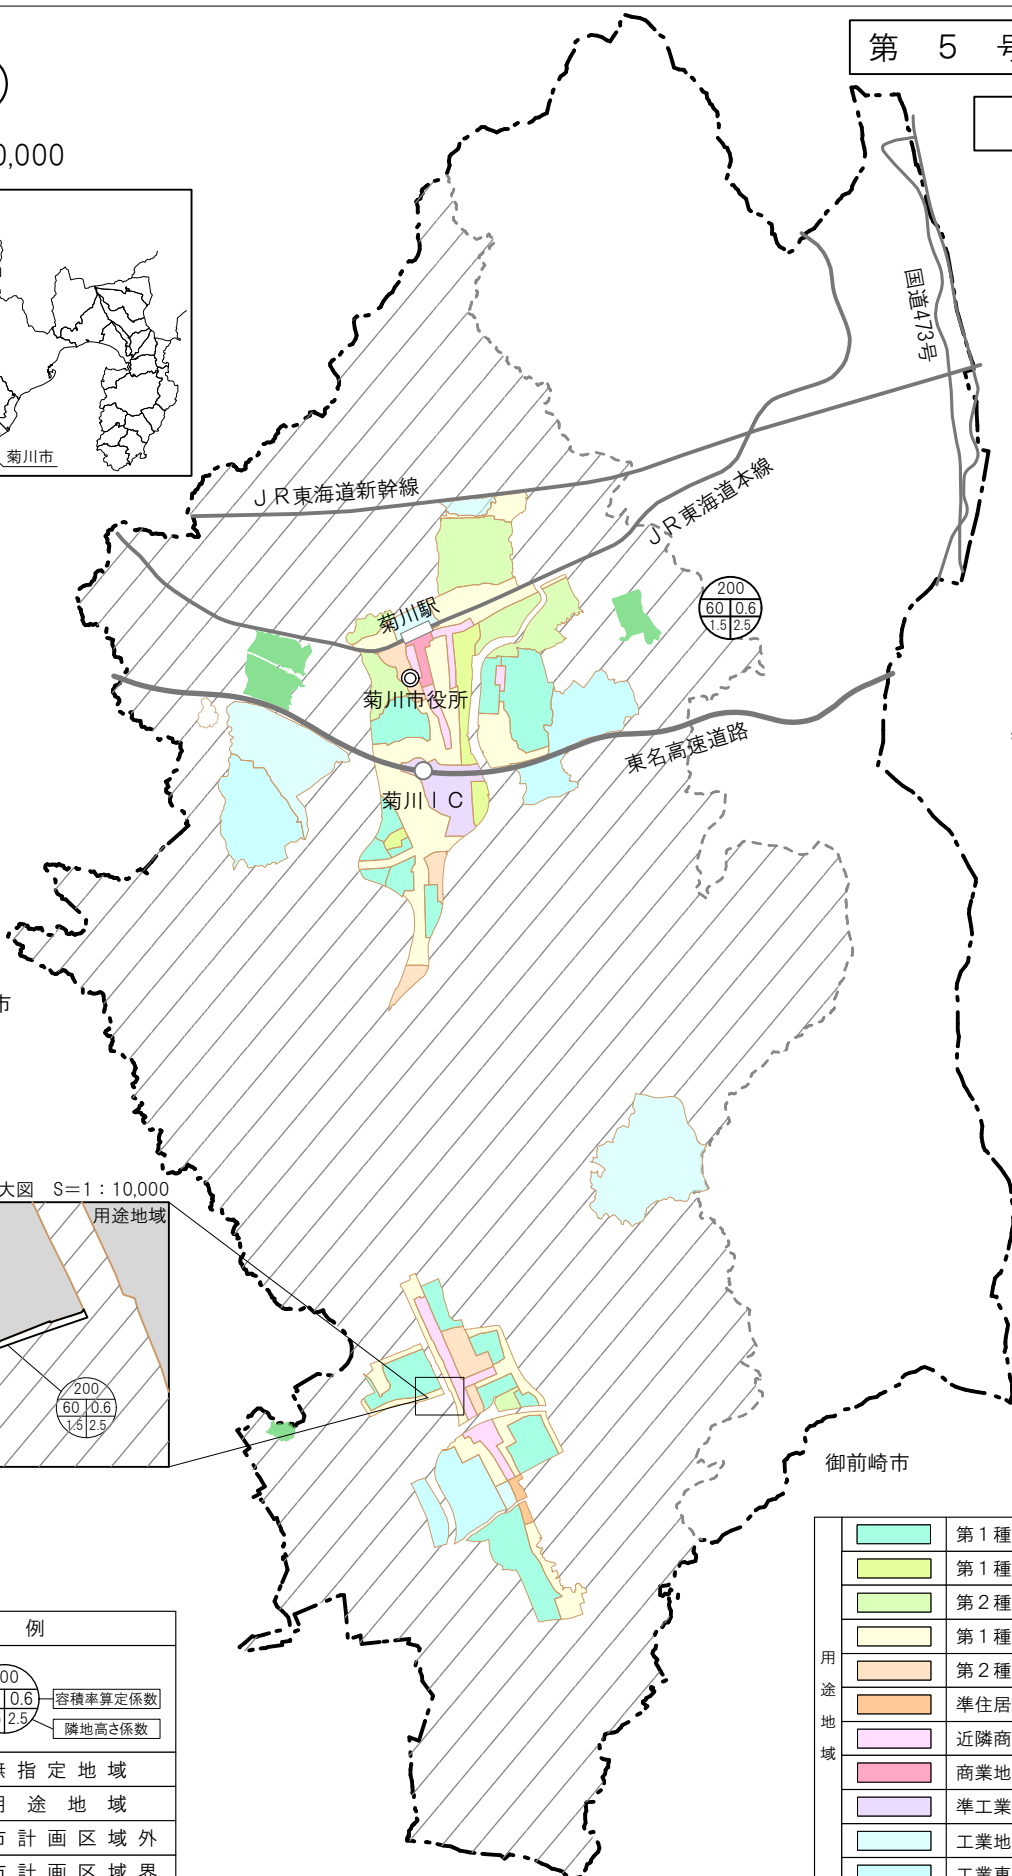 第 5 号
0,000
菊川市
国道473号
JR東海道新幹線
JR東海道本線
200
60 0.6
1.5 2.5
菊川駅
菊川市役所
東名高速道路
菊川IC
市
大図 S=1:10,000
用途地域
200
60 0.6
1.5 2.5
御前崎市
例
00
0.6
2.5
容積率算定係数
隣地高さ係数
無指定地域
用途地域
市計画区域外
市計画区域界
用途地域
第1種
第1種
第2種
第1種
第2種
準住居
近隣商
商業地
準工業
工業地
工業専